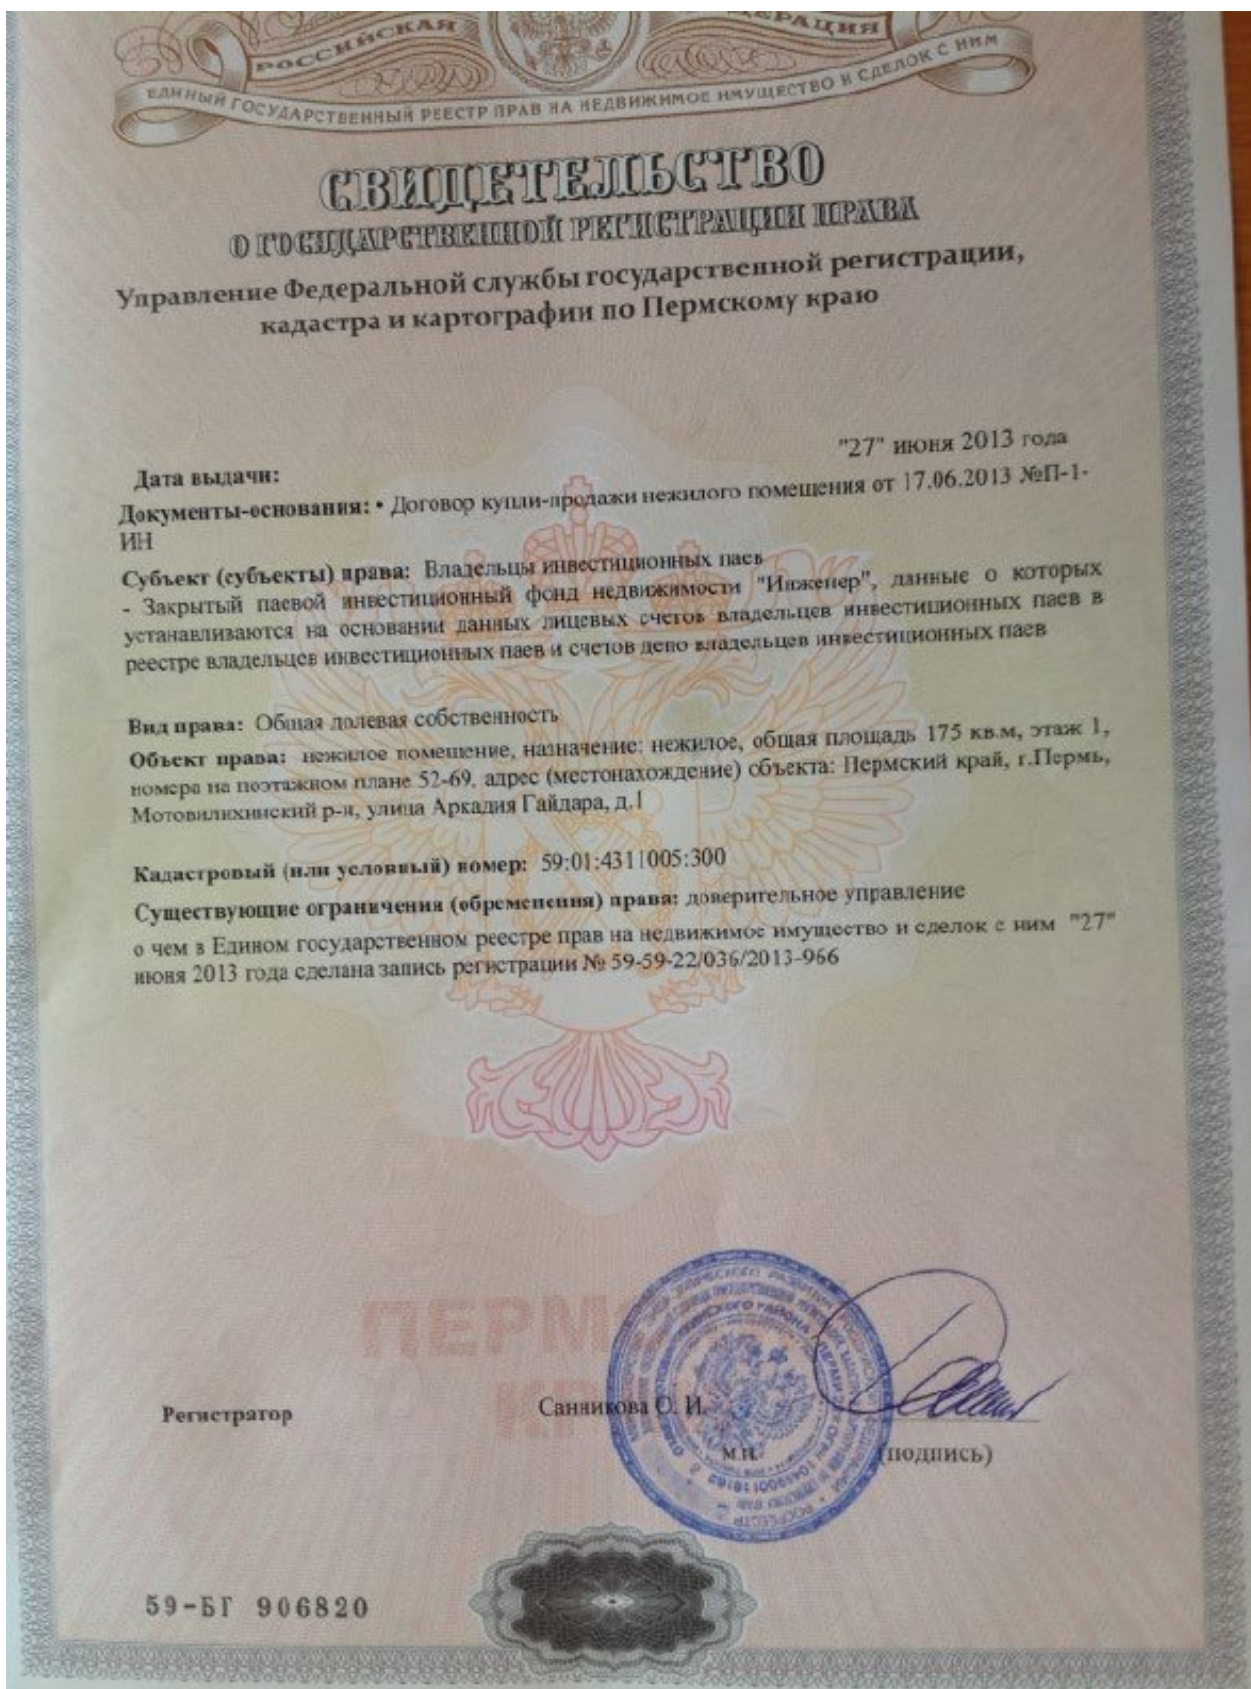 РОССИЙСКАЯ
ЕДИНЫЙ ГОСУДАРСТВЕННЫЙ РЕЕСТР ПРАВ НА НЕДВИЖИМОЕ ИМУЩЕСТВО И СДЕЛОК С НИМ
СВИДЕТЕЛЬСТВО
О ГОСУДАРСТВЕННОЙ РЕГИСТРАЦИИ ПРАВА
Управление Федеральной службы государственной регистрации,
кадастра и картографии по Пермскому краю
"27" июня 2013 года
Дата выдачи:
Документы-основания: • Договор купли-продажи нежилого помещения от 17.06.2013 №П-1-
ИН
Субъект (субъекты) права: Владельцы инвестиционных паев
- Закрытый паевой инвестиционный фонд недвижимости "Инженер", данные о которых
устанавливаются на основании данных лицевых счетов владельцев инвестиционных паев в
реестре владельцев инвестиционных паев и счетов депо владельцев инвестиционных паев
Вид права: Общая долевая собственность
Объект права: нежилое помещение, назначение: нежилое, общая площадь 175 кв.м, этаж 1,
номера на поэтажном плане 52-69, адрес (местонахождение) объекта: Пермский край, г.Пермь,
Мотовилихинский р-н, улица Аркадия Гайдара, д.1
Кадастровый (или условный) номер: 59:01:4311005:300
Существующие ограничения (обременения) права: доверительное управление
о чем в Едином государственном реестре прав на недвижимое имущество и сделок с ним "27"
июня 2013 года сделана запись регистрации № 59-59-22/036/2013-966
Регистратор
Санникова О. И.
М.П.
(подпись)
59-БГ 906820